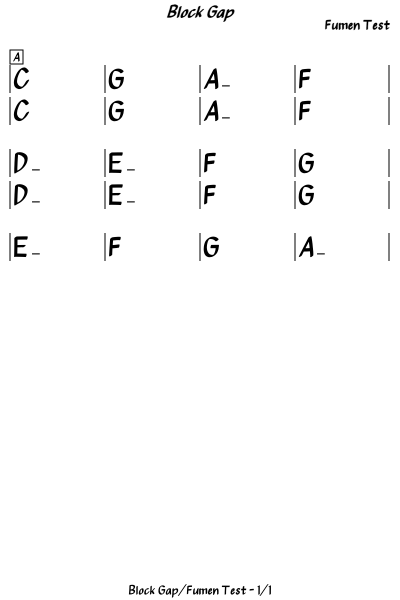 Block Gap
Fumen Test
A
C G A– F
C G A– F
D– E– F G
D– E– F G
E– F G A–
Block Gap/Fumen Test - 1/1